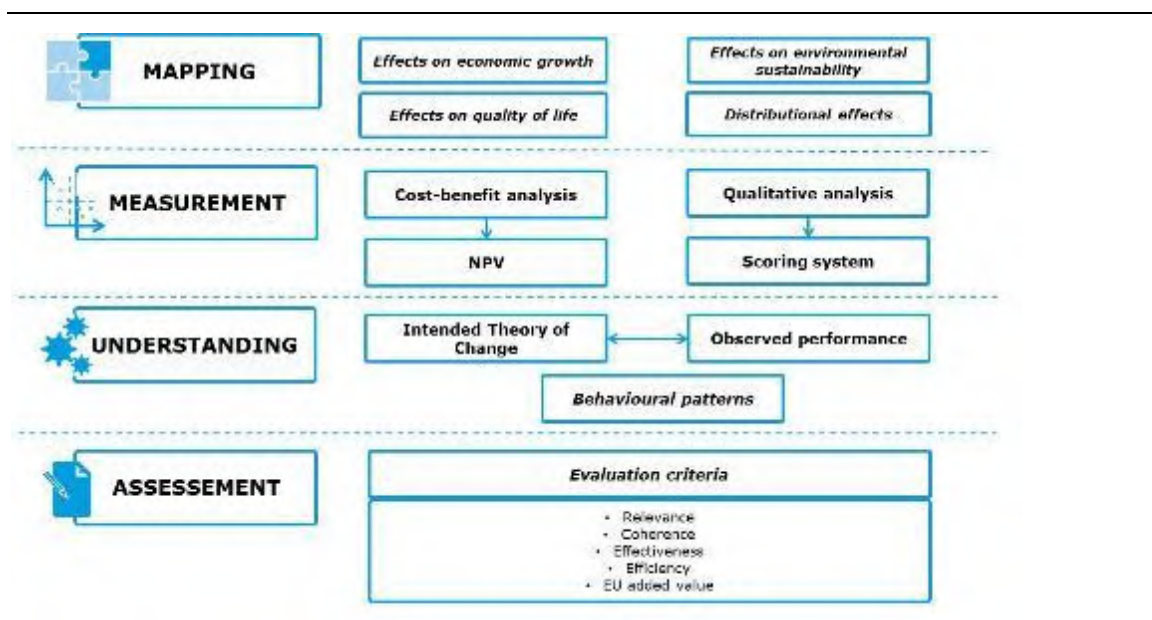 MAPPING
Effects on economic growth
Effects on environmental
sustainability
Effects on quality of life
Distributional effects
MEASUREMENT
Cost-benefit analysis
Qualitative analysis
NPV
Scoring system
UNDERSTANDING
Intended Theory of
Change
Observed performance
Behavioural patterns
ASSESSEMENT
Evaluation criteria
• Relevance
• Coherence
• Effectiveness
• Efficiency
• EU added value